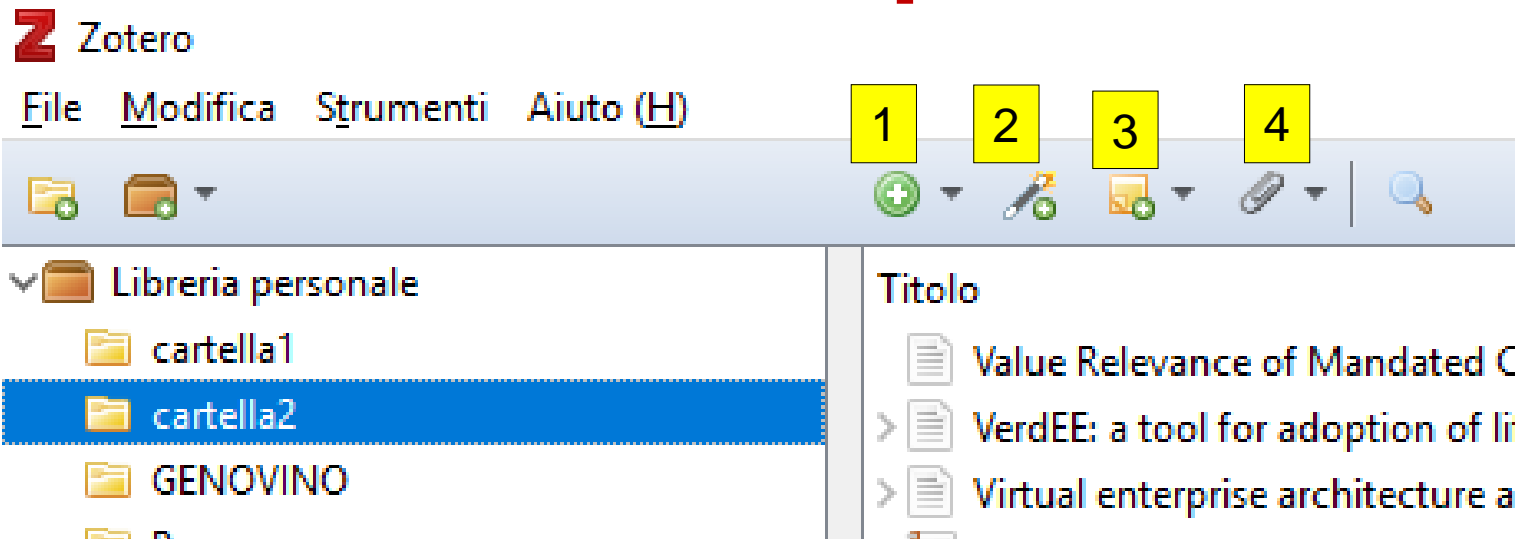 Zotero
File Modifica Strumenti Aiuto (H)
1 2 3 4
Libreria personale
Titolo
cartella1
Value Relevance of Mandated C
cartella2
VerdEE: a tool for adoption of li
GENOVINO
Virtual enterprise architecture a